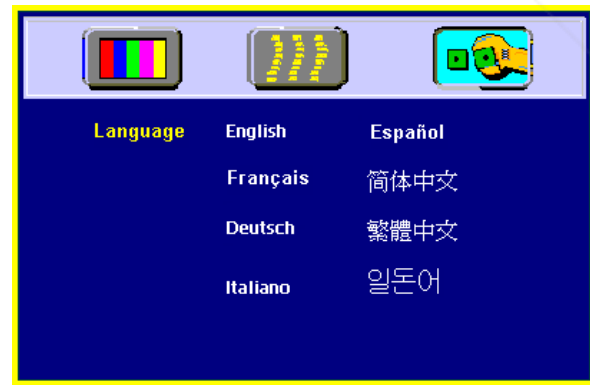 Language English Español
Français 简体中文
Deutsch 繁體中文
Italiano 일돈어